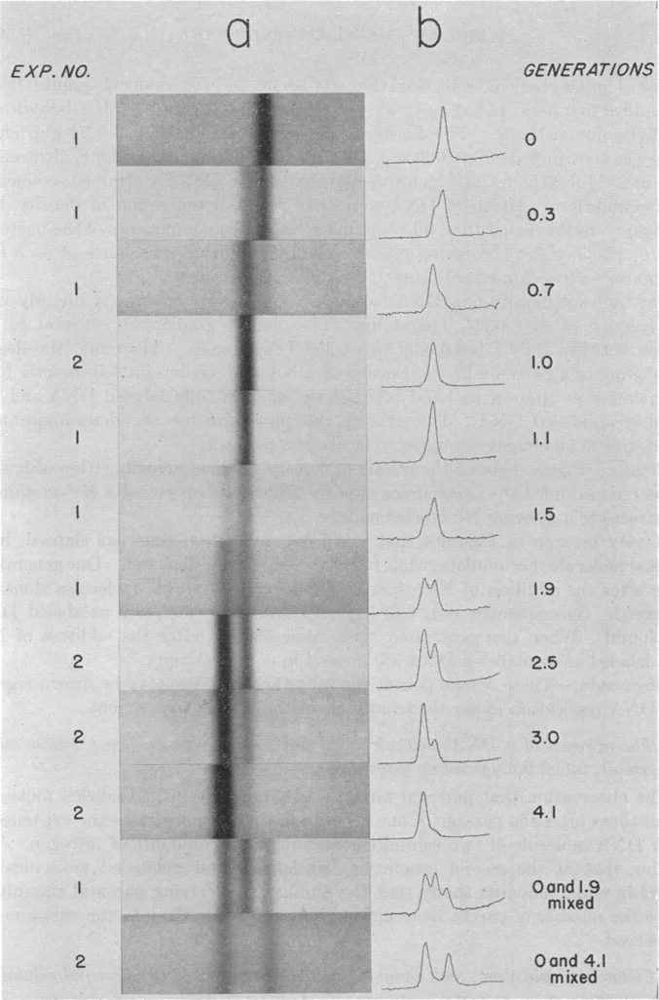 a b
EXP. NO. GENERATIONS
1 0
1 0.3
1 0.7
2 1.0
1 1.1
1 1.5
1 1.9
2 2.5
2 3.0
2 4.1
1 0 and 1.9
mixed
2 0 and 4.1
mixed